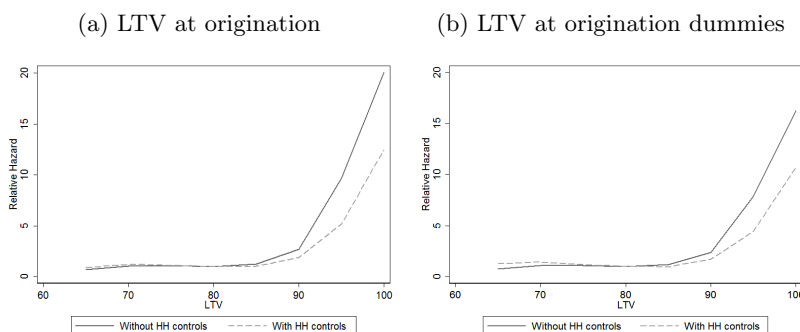 (a) LTV at origination
(b) LTV at origination dummies
20
15
10
5
0
Relative Hazard
60 70 80 90 100
LTV
Without HH controls With HH controls
20
15
10
5
0
Relative Hazard
60 70 80 90 100
LTV
Without HH controls With HH controls